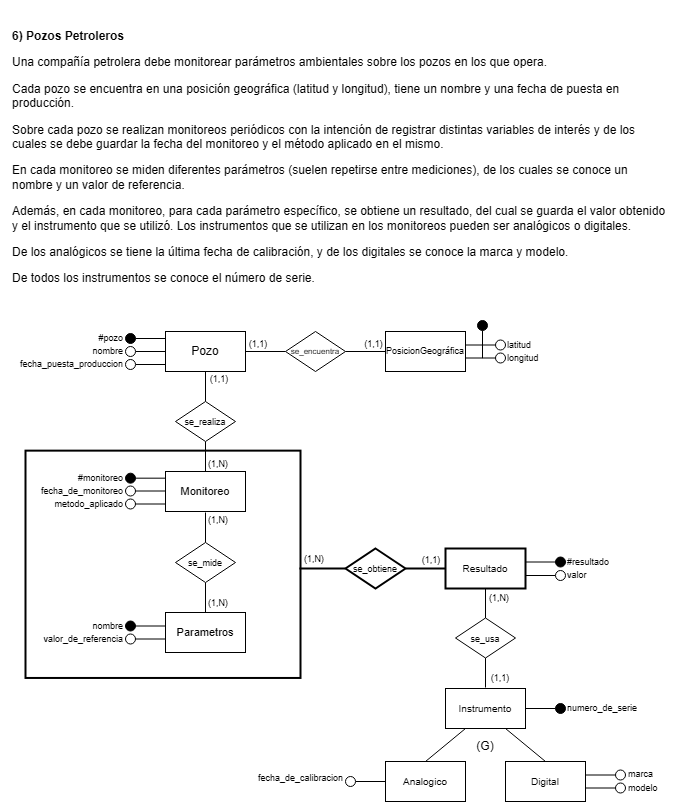 6) Pozos Petroleros
Una compañía petrolera debe monitorear parámetros ambientales sobre los pozos en los que opera.
Cada pozo se encuentra en una posición geográfica (latitud y longitud), tiene un nombre y una fecha de puesta en
producción.
Sobre cada pozo se realizan monitoreos periódicos con la intención de registrar distintas variables de interés y de los
cuales se debe guardar la fecha del monitoreo y el método aplicado en el mismo.
En cada monitoreo se miden diferentes parámetros (suelen repetirse entre mediciones), de los cuales se conoce un
nombre y un valor de referencia.
Además, en cada monitoreo, para cada parámetro específico, se obtiene un resultado, del cual se guarda el valor obtenido
y el instrumento que se utilizó. Los instrumentos que se utilizan en los monitoreos pueden ser analógicos o digitales.
De los analógicos se tiene la última fecha de calibración, y de los digitales se conoce la marca y modelo.
De todos los instrumentos se conoce el número de serie.
#pozo
nombre
fecha_puesta_produccion
Pozo
(1,1)
se_encuentra
(1,1)
PosicionGeográfica
latitud
longitud
(1,1)
se_realiza
(1,N)
#monitoreo
fecha_de_monitoreo
metodo_aplicado
Monitoreo
(1,N)
se_mide
(1,N)
nombre
valor_de_referencia
Parametros
(1,N)
se_obtiene
(1,1)
Resultado
#resultado
valor
(1,N)
se_usa
(1,1)
Instrumento
numero_de_serie
(G)
fecha_de_calibracion
Analogico
Digital
marca
modelo